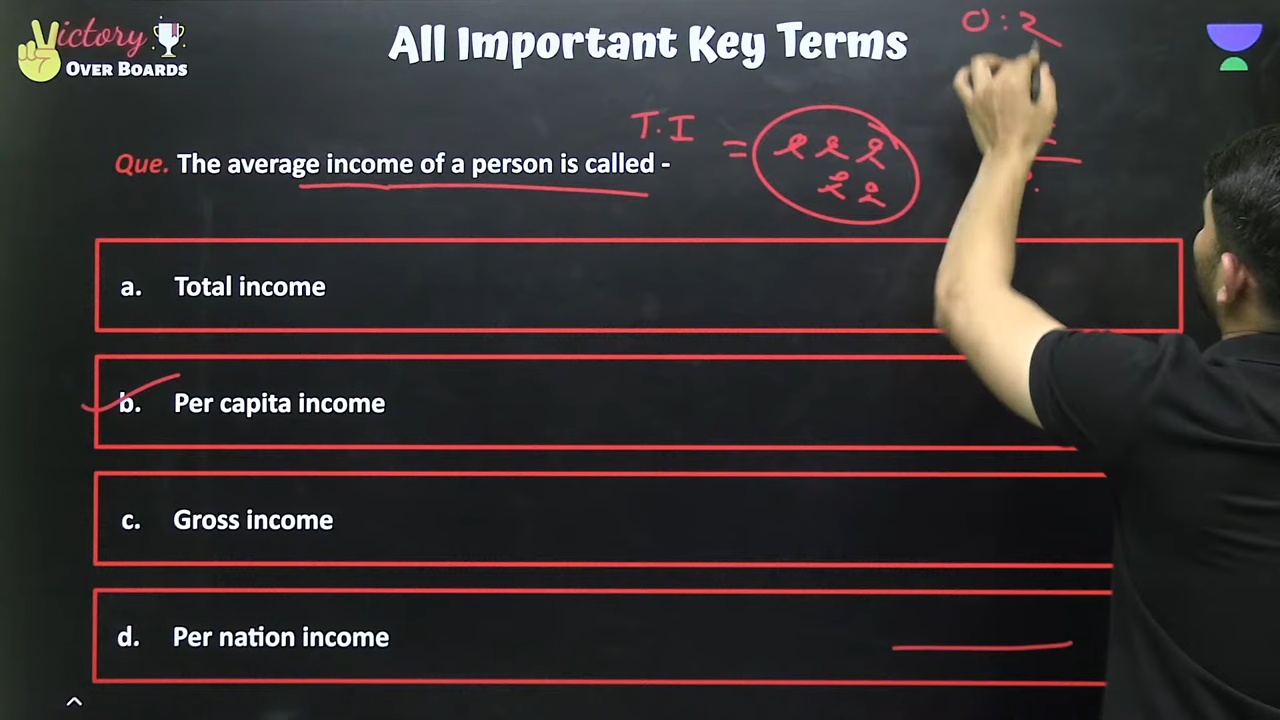 Victory
OVER BOARDS
All Important Key Terms
O:2
T.I
=
Que. The average income of a person is called -
a. Total income
b. Per capita income
c. Gross income
d. Per nation income